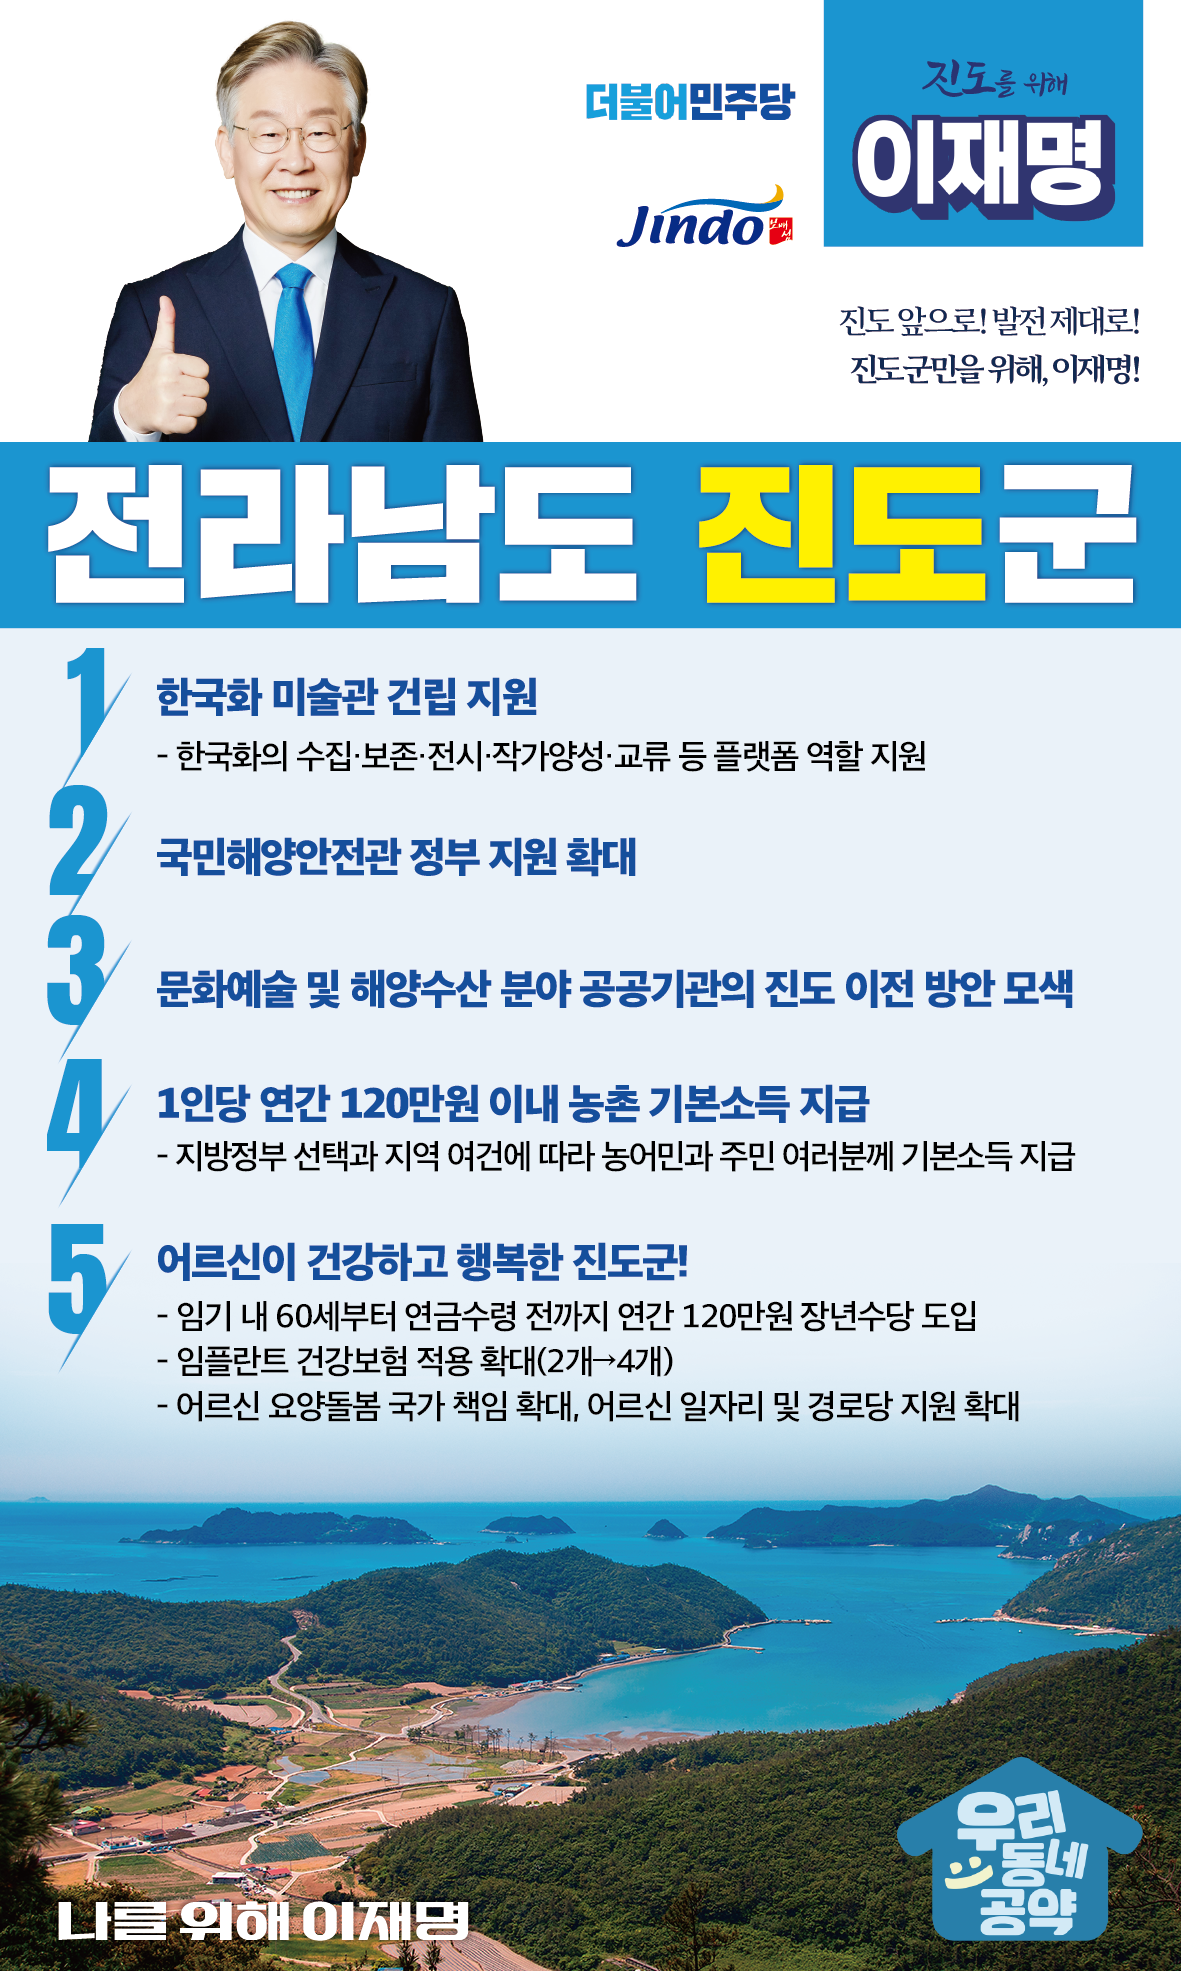 더불어민주당
진도를 위해
이재명
Jindo
보배섬
진도 앞으로! 발전 제대로!
진도군민을 위해, 이재명!
전라남도 진도군
1
한국화 미술관 건립 지원
- 한국화의 수집·보존·전시·작가양성·교류 등 플랫폼 역할 지원
2
국민해양안전관 정부 지원 확대
3
문화예술 및 해양수산 분야 공공기관의 진도 이전 방안 모색
4
1인당 연간 120만원 이내 농촌 기본소득 지급
- 지방정부 선택과 지역 여건에 따라 농어민과 주민 여러분께 기본소득 지급
5
어르신이 건강하고 행복한 진도군!
- 임기 내 60세부터 연금수령 전까지 연간 120만원 장년수당 도입
- 임플란트 건강보험 적용 확대(2개→4개)
- 어르신 요양돌봄 국가 책임 확대, 어르신 일자리 및 경로당 지원 확대
우리
동네
공약
나를 위해 이재명